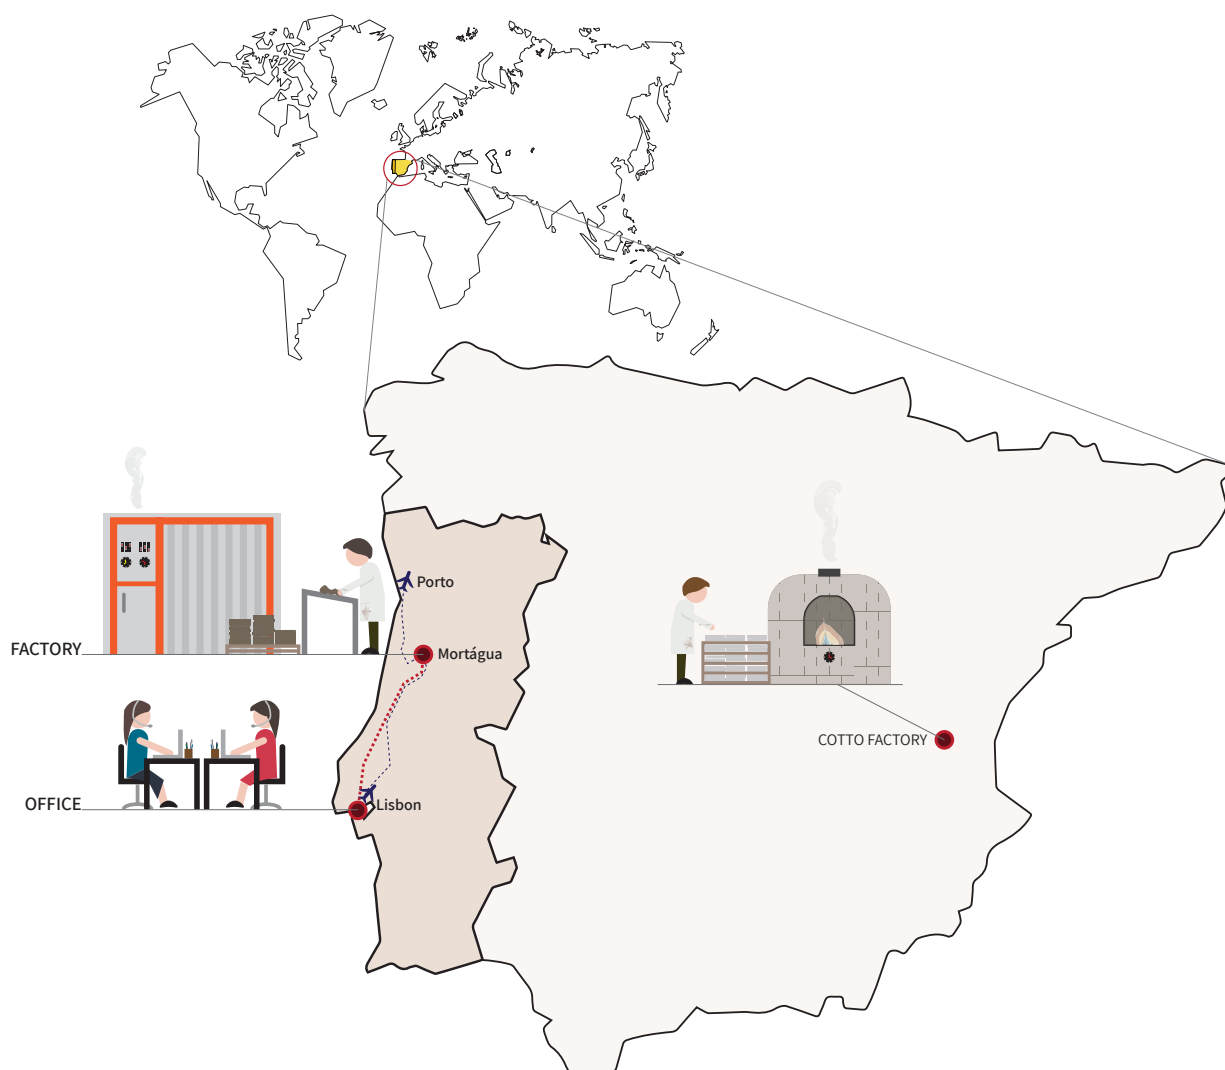 Porto
FACTORY
Mortágua
COTTO FACTORY
OFFICE
Lisbon